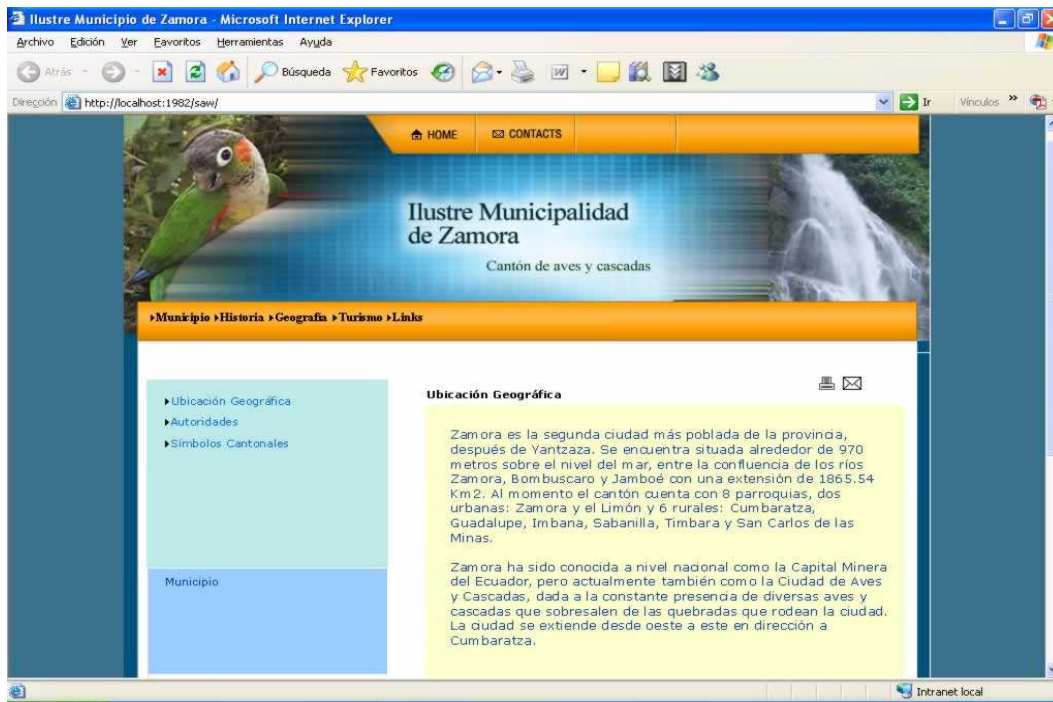 Ilustre Municipio de Zamora - Microsoft Internet Explorer
Archivo Edición Ver Favoritos Herramientas Ayuda
Atrás Búsqueda Favoritos
Dirección http://localhost:1982/saw/ Ir Vínculos »
HOME CONTACTS
Ilustre Municipalidad
de Zamora
Cantón de aves y cascadas
Municipio Historia Geografía Turismo Links
Ubicación Geográfica
Autoridades
Símbolos Cantonales
Municipio
Ubicación Geográfica
Zamora es la segunda ciudad más poblada de la provincia,
después de Yantzaza. Se encuentra situada alrededor de 970
metros sobre el nivel del mar, entre la confluencia de los ríos
Zamora, Bombuscaro y Jamboé con una extensión de 1865.54
Km2. Al momento el cantón cuenta con 8 parroquias, dos
urbanas: Zamora y el Limón y 6 rurales: Cumbaratza,
Guadalupe, Imbana, Sabanilla, Timbara y San Carlos de las
Minas.
Zamora ha sido conocida a nivel nacional como la Capital Minera
del Ecuador, pero actualmente también como la Ciudad de Aves
y Cascadas, dada a la constante presencia de diversas aves y
cascadas que sobresalen de las quebradas que rodean la ciudad.
La ciudad se extiende desde oeste a este en dirección a
Cumbaratza.
Intranet local